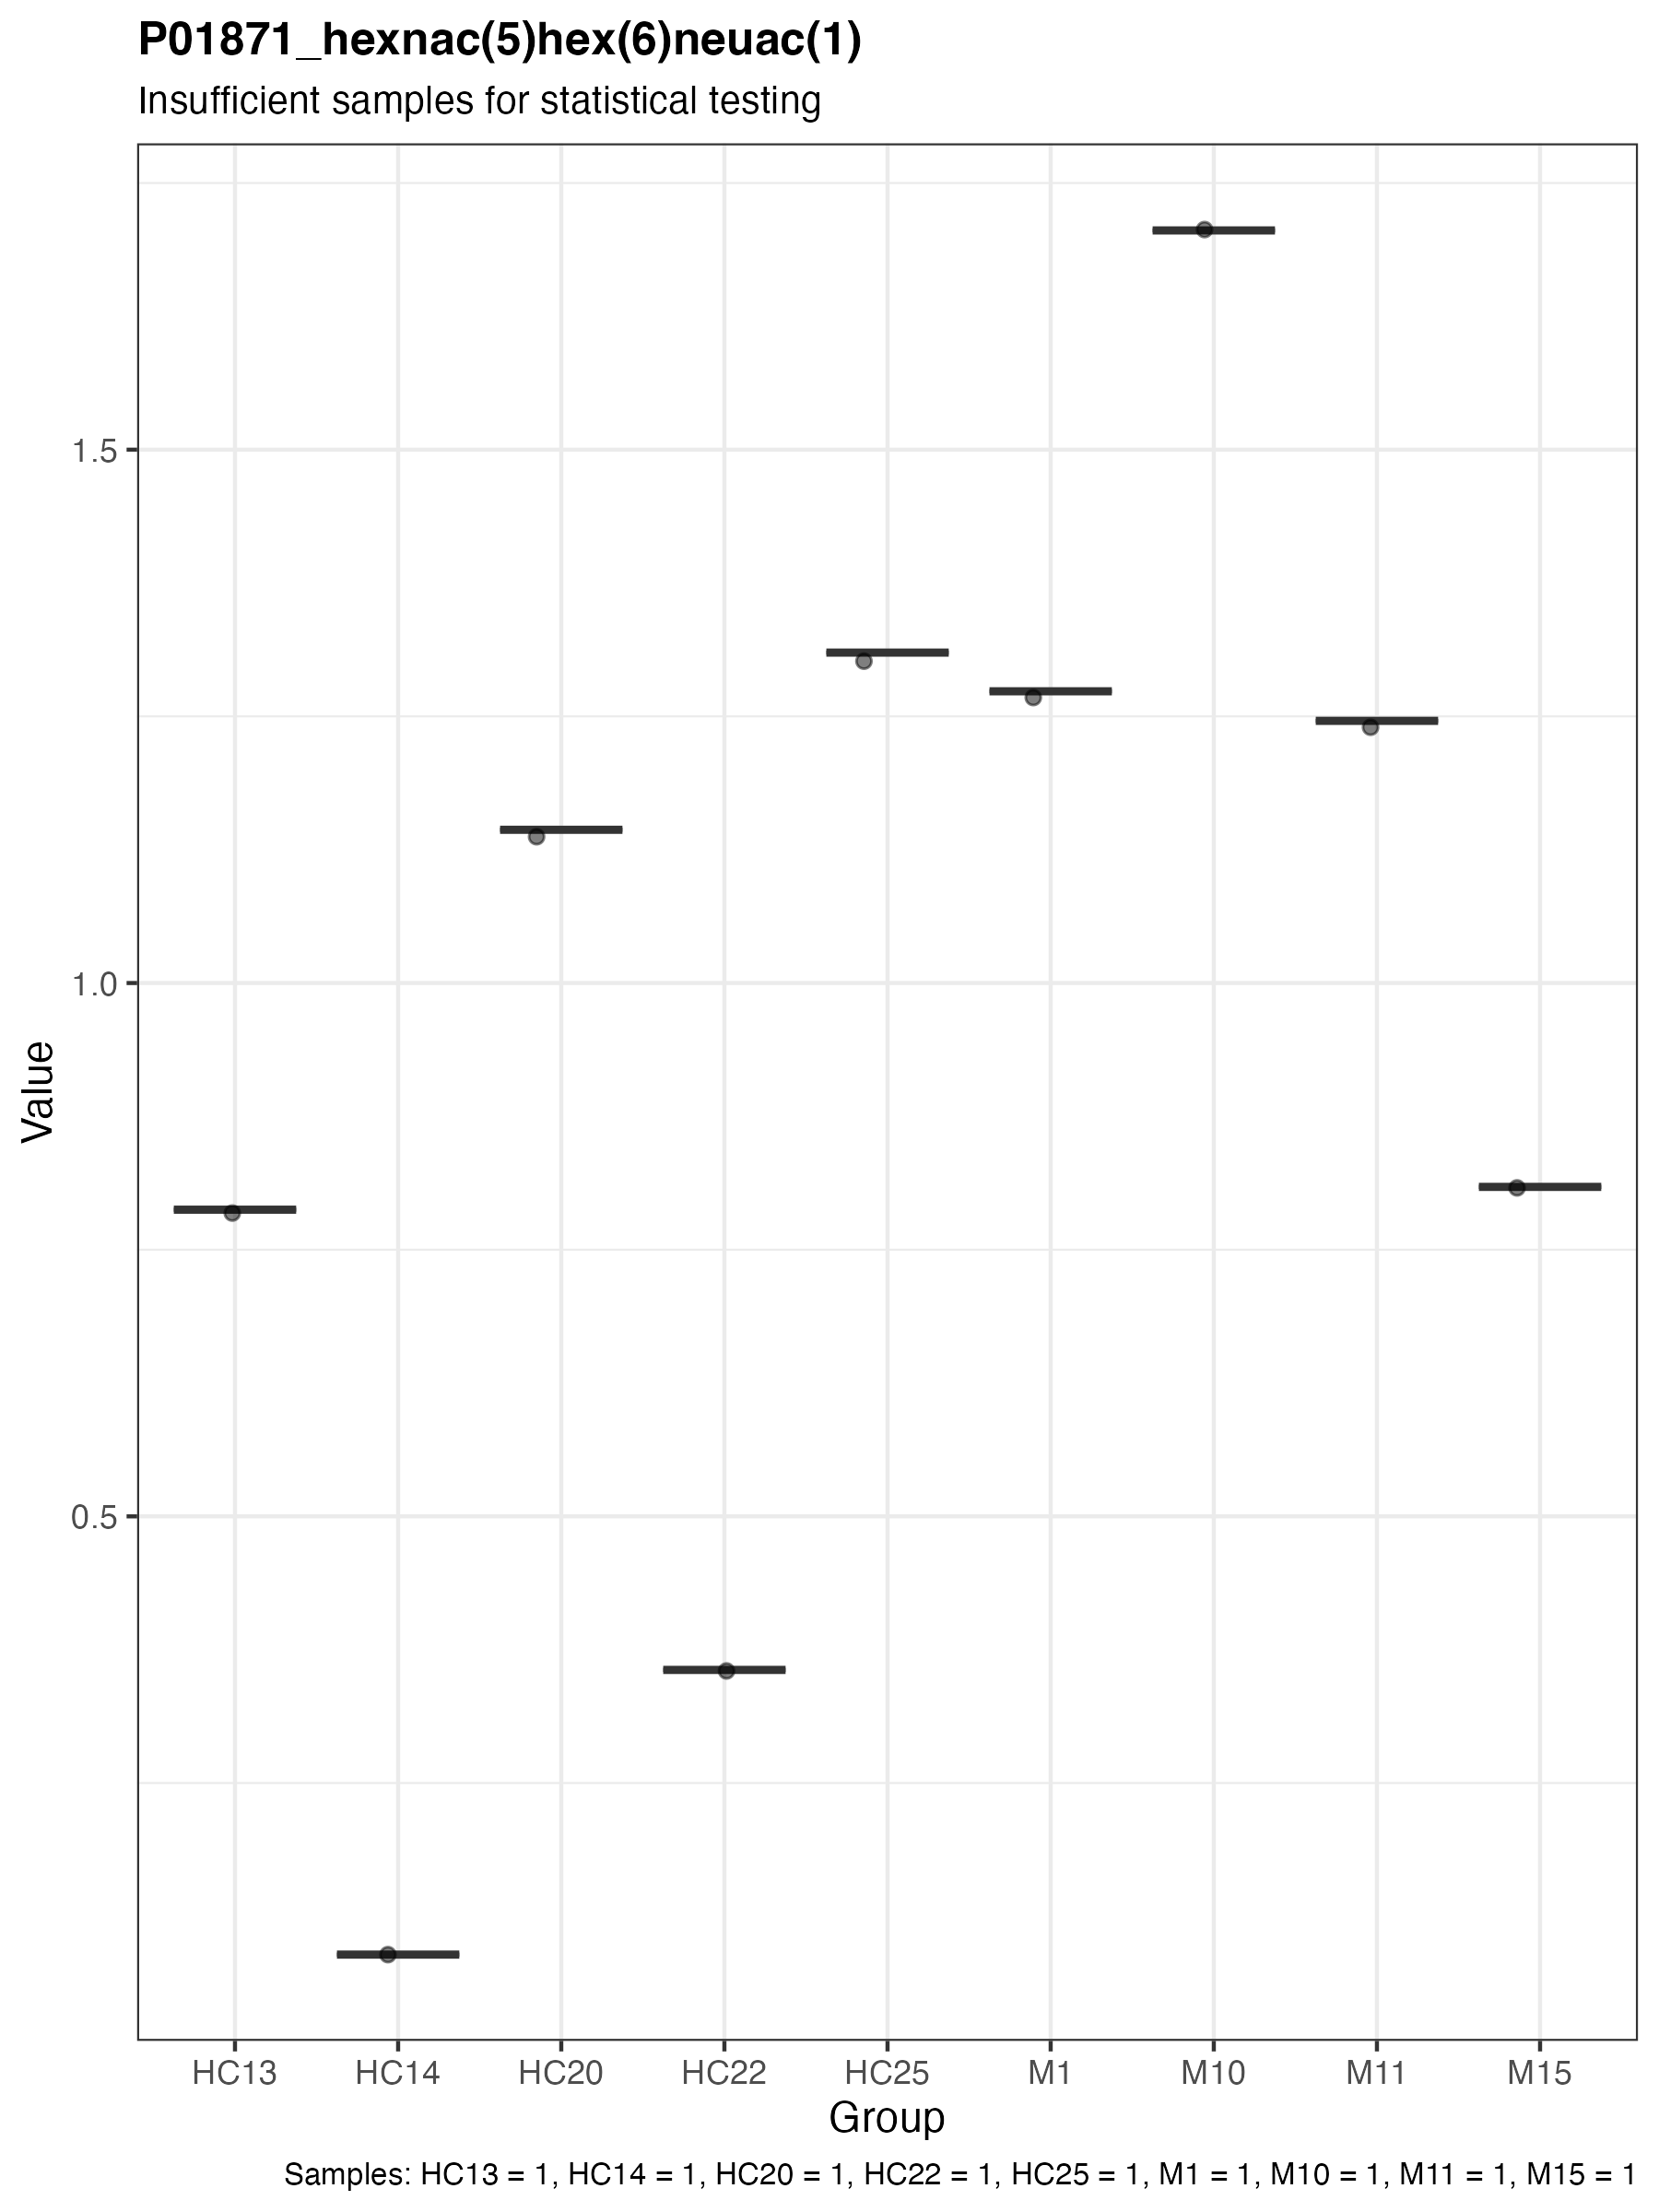 P01871_hexnac(5)hex(6)neuac(1)
Insufficient samples for statistical testing
Value
1.5
1.0
0.5
HC13 HC14 HC20 HC22 HC25 M1 M10 M11 M15
Group
Samples: HC13 = 1, HC14 = 1, HC20 = 1, HC22 = 1, HC25 = 1, M1 = 1, M10 = 1, M11 = 1, M15 = 1